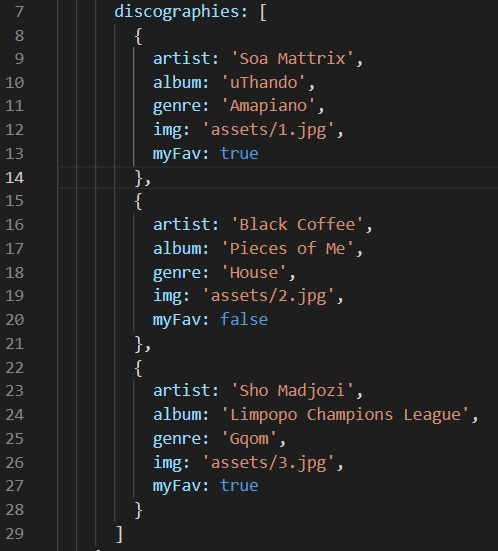 7 discographies: [
8 {
9 artist: 'Soa Mattrix',
10 album: 'uThando',
11 genre: 'Amapiano',
12 img: 'assets/1.jpg',
13 myFav: true
14 },
15 {
16 artist: 'Black Coffee',
17 album: 'Pieces of Me',
18 genre: 'House',
19 img: 'assets/2.jpg',
20 myFav: false
21 },
22 {
23 artist: 'Sho Madjozi',
24 album: 'Limpopo Champions League',
25 genre: 'Gqom',
26 img: 'assets/3.jpg',
27 myFav: true
28 }
29 ]